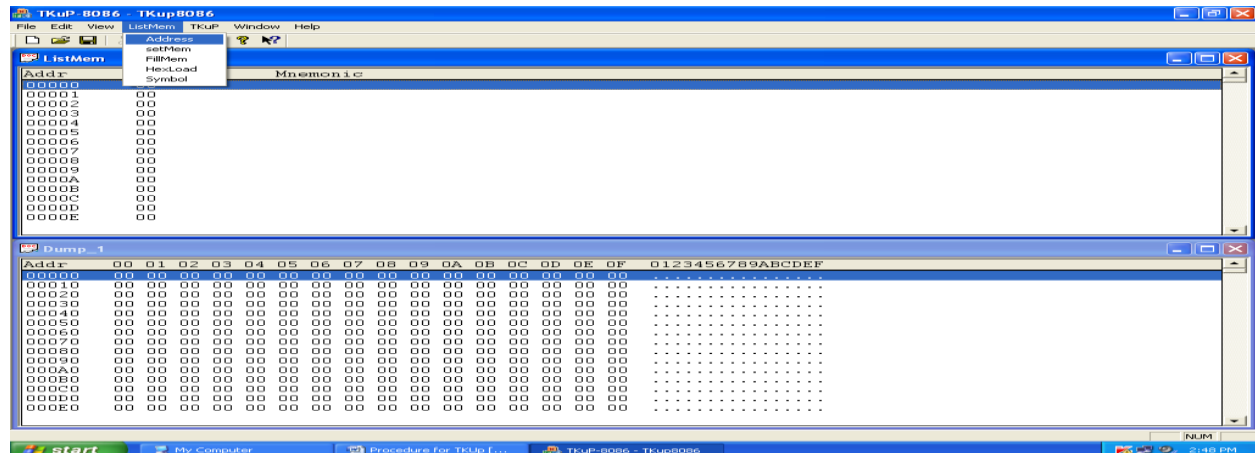 TKuP-8086 - TKup8086
File Edit View ListMem TKuP Window Help
Address
setMem
FillMem
HexLoad
Symbol
ListMem
Addr Mnemonic
00000 00
00001 00
00002 00
00003 00
00004 00
00005 00
00006 00
00007 00
00008 00
00009 00
0000A 00
0000B 00
0000C 00
0000D 00
0000E 00
Dump_1
Addr 00 01 02 03 04 05 06 07 08 09 0A 0B 0C 0D 0E 0F 0123456789ABCDEF
00000 00 00 00 00 00 00 00 00 00 00 00 00 00 00 00 00 ................
00010 00 00 00 00 00 00 00 00 00 00 00 00 00 00 00 00 ................
00020 00 00 00 00 00 00 00 00 00 00 00 00 00 00 00 00 ................
00030 00 00 00 00 00 00 00 00 00 00 00 00 00 00 00 00 ................
00040 00 00 00 00 00 00 00 00 00 00 00 00 00 00 00 00 ................
00050 00 00 00 00 00 00 00 00 00 00 00 00 00 00 00 00 ................
00060 00 00 00 00 00 00 00 00 00 00 00 00 00 00 00 00 ................
00070 00 00 00 00 00 00 00 00 00 00 00 00 00 00 00 00 ................
00080 00 00 00 00 00 00 00 00 00 00 00 00 00 00 00 00 ................
00090 00 00 00 00 00 00 00 00 00 00 00 00 00 00 00 00 ................
000A0 00 00 00 00 00 00 00 00 00 00 00 00 00 00 00 00 ................
000B0 00 00 00 00 00 00 00 00 00 00 00 00 00 00 00 00 ................
000C0 00 00 00 00 00 00 00 00 00 00 00 00 00 00 00 00 ................
000D0 00 00 00 00 00 00 00 00 00 00 00 00 00 00 00 00 ................
000E0 00 00 00 00 00 00 00 00 00 00 00 00 00 00 00 00 ................
NUM
start My Computer Procedure for TKUp [... TKuP-8086 - TKup8086 2:48 PM